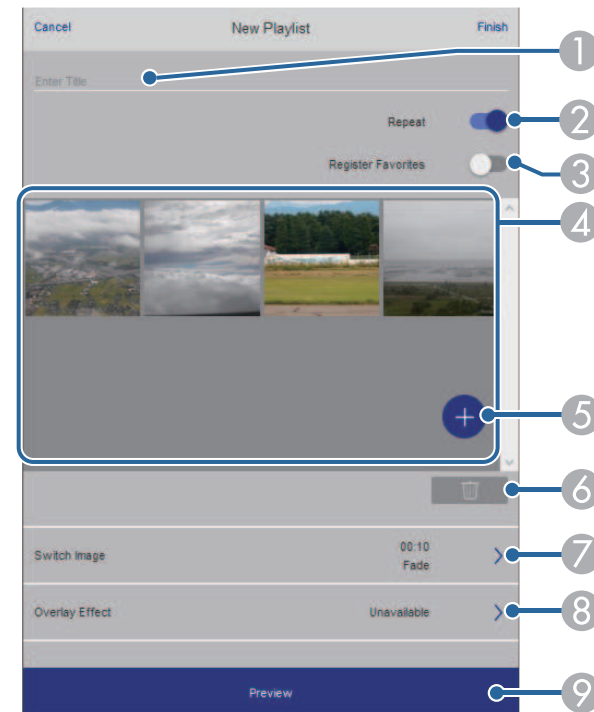 Cancel New Playlist Finish
Enter Title
1
Repeat
2
Register Favorites
3
4
+
5
6
Switch Image 00:10
Fade
7
Overlay Effect Unavailable
8
Preview
9